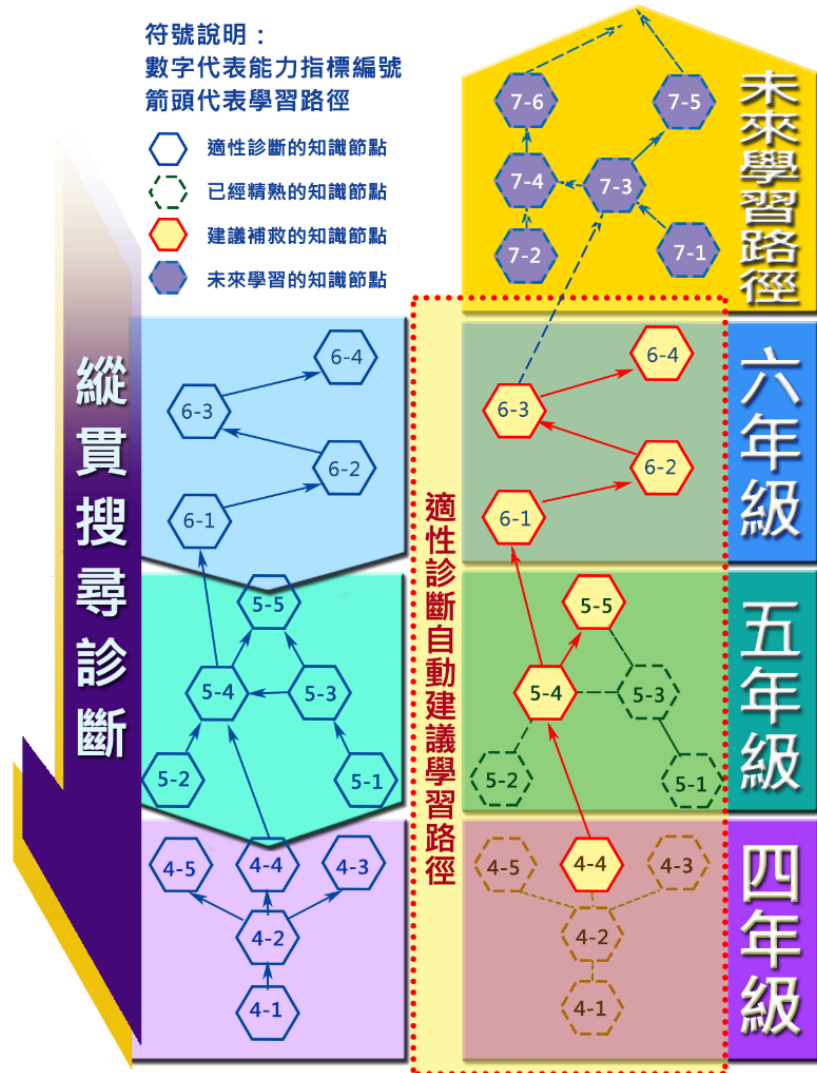 符號說明：
數字代表能力指標編號
箭頭代表學習路徑
適性診斷的知識節點
已經精熟的知識節點
建議補救的知識節點
未來學習的知識節點
縱貫搜尋診斷
6-4
6-3
6-2
6-1
5-5
5-4
5-3
5-2
5-1
4-5
4-4
4-3
4-2
4-1
適性診斷自動建議學習路徑
7-6
7-5
7-4
7-3
7-2
7-1
6-4
6-3
6-2
6-1
5-5
5-4
5-3
5-2
5-1
4-5
4-4
4-3
4-2
4-1
未來學習路徑
六年級
五年級
四年級